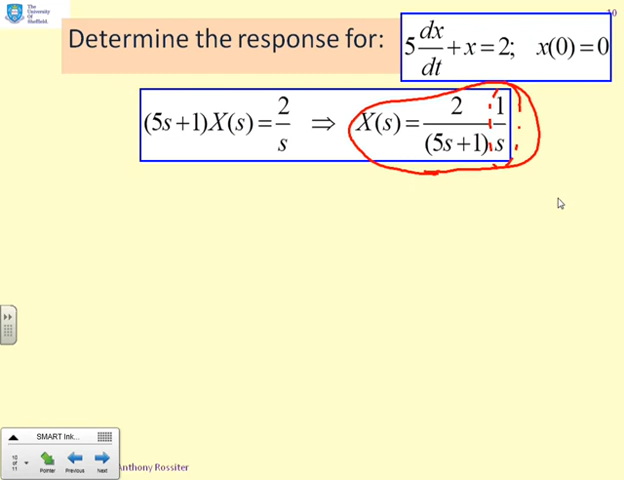 The
University
Of
Sheffield.
10
Determine the response for: 5 dx/dt + x = 2; x(0) = 0
(5s+1)X(s) = 2/s ⇒ X(s) = 2/(5s+1) 1/s
SMART Ink...
10
of
11
Pointer Previous Next
Anthony Rossiter